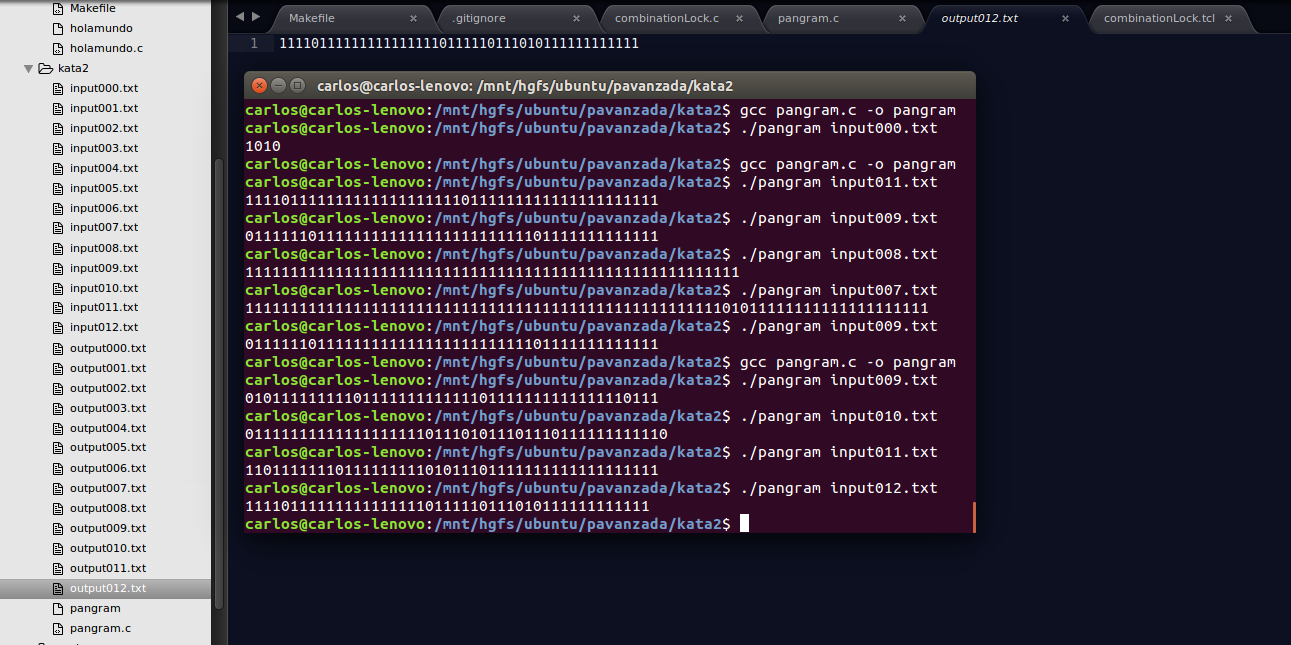 Makefile
holamundo
holamundo.c
kata2
input000.txt
input001.txt
input002.txt
input003.txt
input004.txt
input005.txt
input006.txt
input007.txt
input008.txt
input009.txt
input010.txt
input011.txt
input012.txt
output000.txt
output001.txt
output002.txt
output003.txt
output004.txt
output005.txt
output006.txt
output007.txt
output008.txt
output009.txt
output010.txt
output011.txt
output012.txt
pangram
pangram.c
Makefile × .gitignore × combinationLock.c × pangram.c × output012.txt × combinationLock.tcl ×
1 111101111111111111110111110111010111111111111
carlos@carlos-lenovo: /mnt/hgfs/ubuntu/pavanzada/kata2
carlos@carlos-lenovo:/mnt/hgfs/ubuntu/pavanzada/kata2$ gcc pangram.c -o pangram
carlos@carlos-lenovo:/mnt/hgfs/ubuntu/pavanzada/kata2$ ./pangram input000.txt
1010
carlos@carlos-lenovo:/mnt/hgfs/ubuntu/pavanzada/kata2$ gcc pangram.c -o pangram
carlos@carlos-lenovo:/mnt/hgfs/ubuntu/pavanzada/kata2$ ./pangram input011.txt
1111011111111111111111110111111111111111111111
carlos@carlos-lenovo:/mnt/hgfs/ubuntu/pavanzada/kata2$ ./pangram input009.txt
0111111011111111111111111111111101111111111111
carlos@carlos-lenovo:/mnt/hgfs/ubuntu/pavanzada/kata2$ ./pangram input008.txt
1111111111111111111111111111111111111111111111111111111
carlos@carlos-lenovo:/mnt/hgfs/ubuntu/pavanzada/kata2$ ./pangram input007.txt
1111111111111111111111111111111111111111111111111111101011111111111111111111
carlos@carlos-lenovo:/mnt/hgfs/ubuntu/pavanzada/kata2$ ./pangram input009.txt
0111111011111111111111111111111101111111111111
carlos@carlos-lenovo:/mnt/hgfs/ubuntu/pavanzada/kata2$ gcc pangram.c -o pangram
carlos@carlos-lenovo:/mnt/hgfs/ubuntu/pavanzada/kata2$ ./pangram input009.txt
0101111111110111111111111101111111111111110111
carlos@carlos-lenovo:/mnt/hgfs/ubuntu/pavanzada/kata2$ ./pangram input010.txt
01111111111111111111011101011101110111111111110
carlos@carlos-lenovo:/mnt/hgfs/ubuntu/pavanzada/kata2$ ./pangram input011.txt
1101111111011111111101011101111111111111111111
carlos@carlos-lenovo:/mnt/hgfs/ubuntu/pavanzada/kata2$ ./pangram input012.txt
111101111111111111110111110111010111111111111
carlos@carlos-lenovo:/mnt/hgfs/ubuntu/pavanzada/kata2$